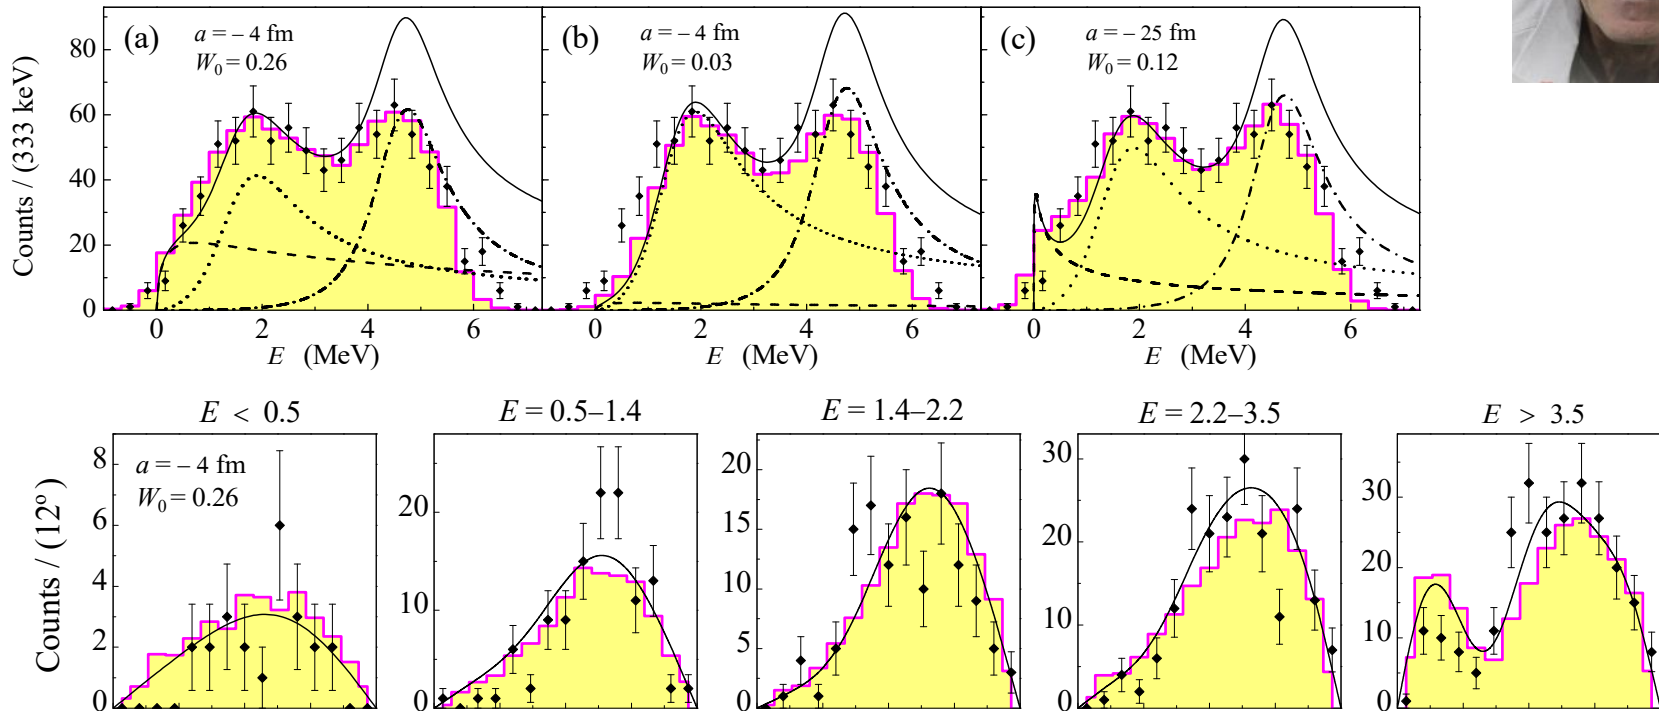 (a) a = – 4 fm
W0 = 0.26
(b) a = – 4 fm
W0 = 0.03
(c) a = – 25 fm
W0 = 0.12
Counts / (333 keV)
80
60
40
20
0
0 2 4 6
0 2 4 6
0 2 4 6
E (MeV)
E (MeV)
E (MeV)
E < 0.5
E = 0.5–1.4
E = 1.4–2.2
E = 2.2–3.5
E > 3.5
Counts / (12º)
a = – 4 fm
W0 = 0.26
8
6
4
2
0
20
10
0
20
15
10
5
0
30
20
10
0
30
20
10
0